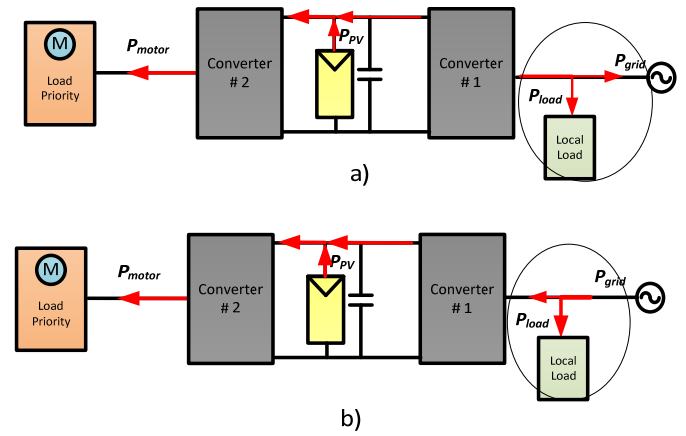 M
Load
Priority
Pmotor
Converter
# 2
PPV
Converter
# 1
Pgrid
Pload
Local
Load
a)
M
Load
Priority
Pmotor
Converter
# 2
PPV
Converter
# 1
Pgrid
Pload
Local
Load
b)